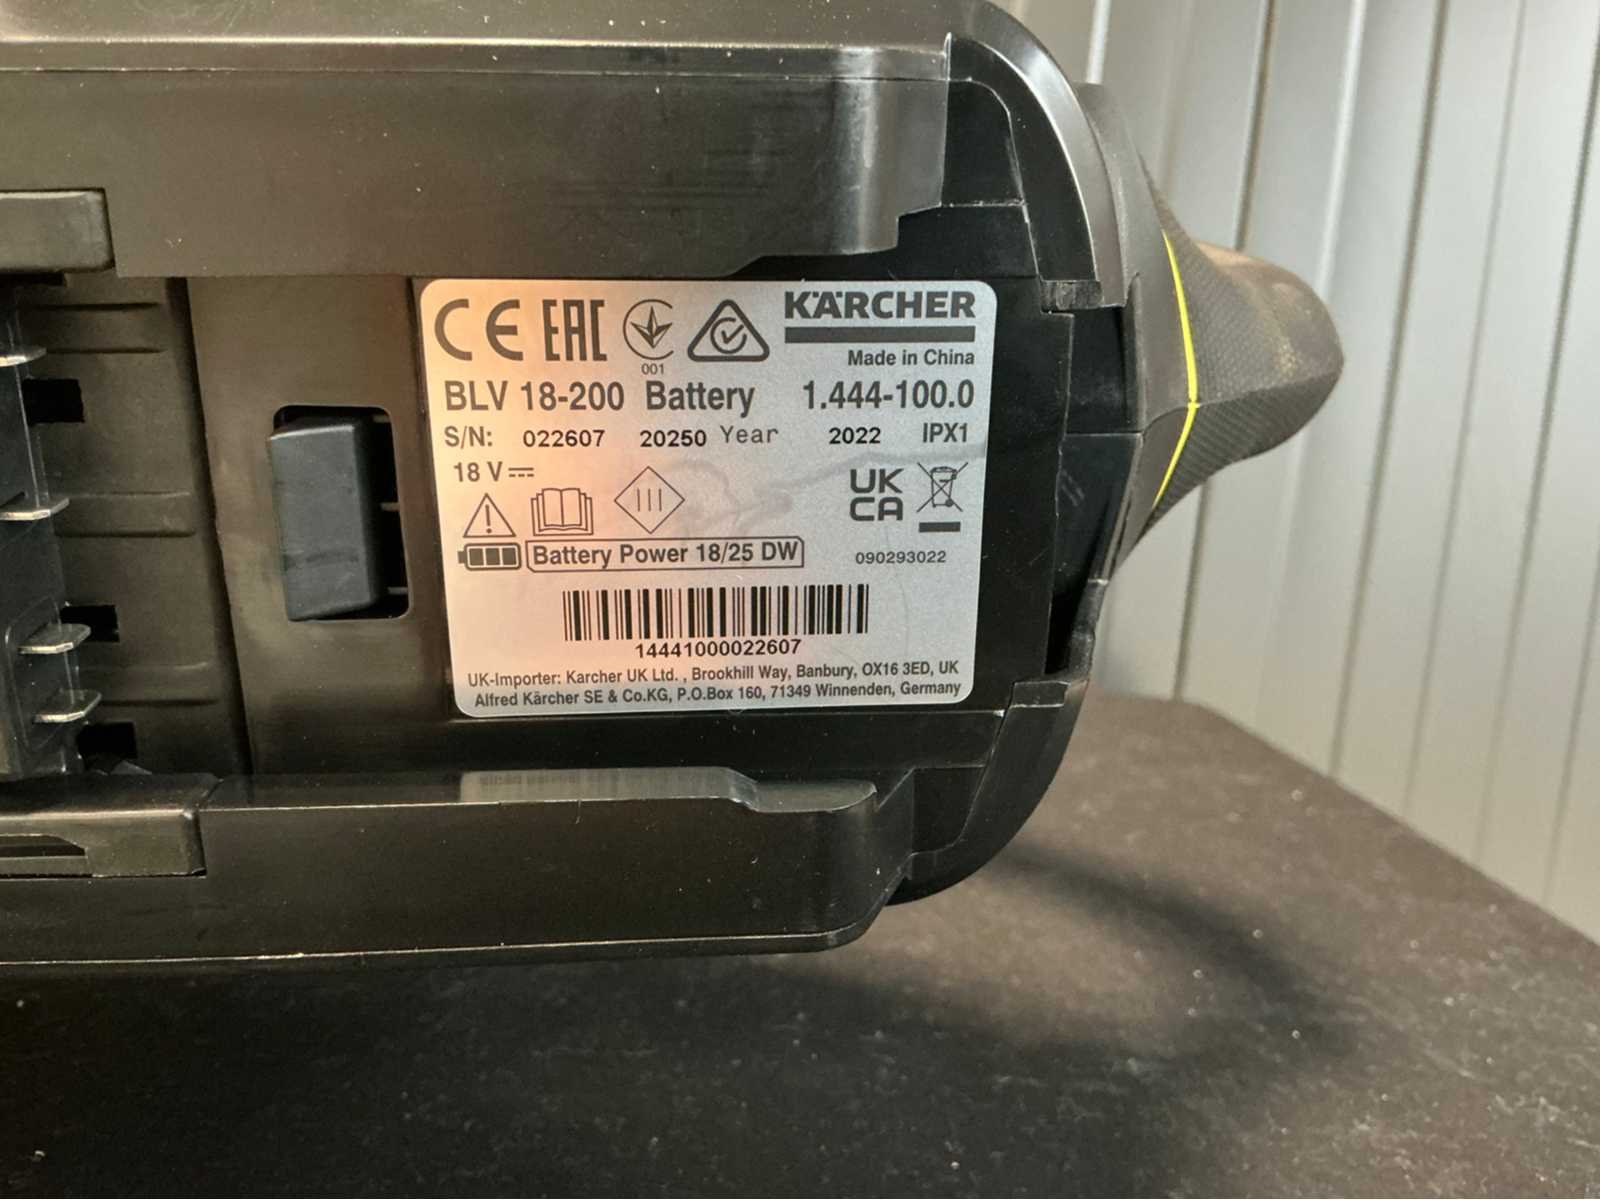 CE EAC 001 KÄRCHER
Made in China
BLV 18-200 Battery 1.444-100.0
S/N: 022607 20250 Year 2022 IPX1
18 V
UK CA
Battery Power 18/25 DW
090293022
14441000022607
UK-Importer: Karcher UK Ltd. , Brookhill Way, Banbury, OX16 3ED, UK
Alfred Kärcher SE & Co.KG, P.O.Box 160, 71349 Winnenden, Germany